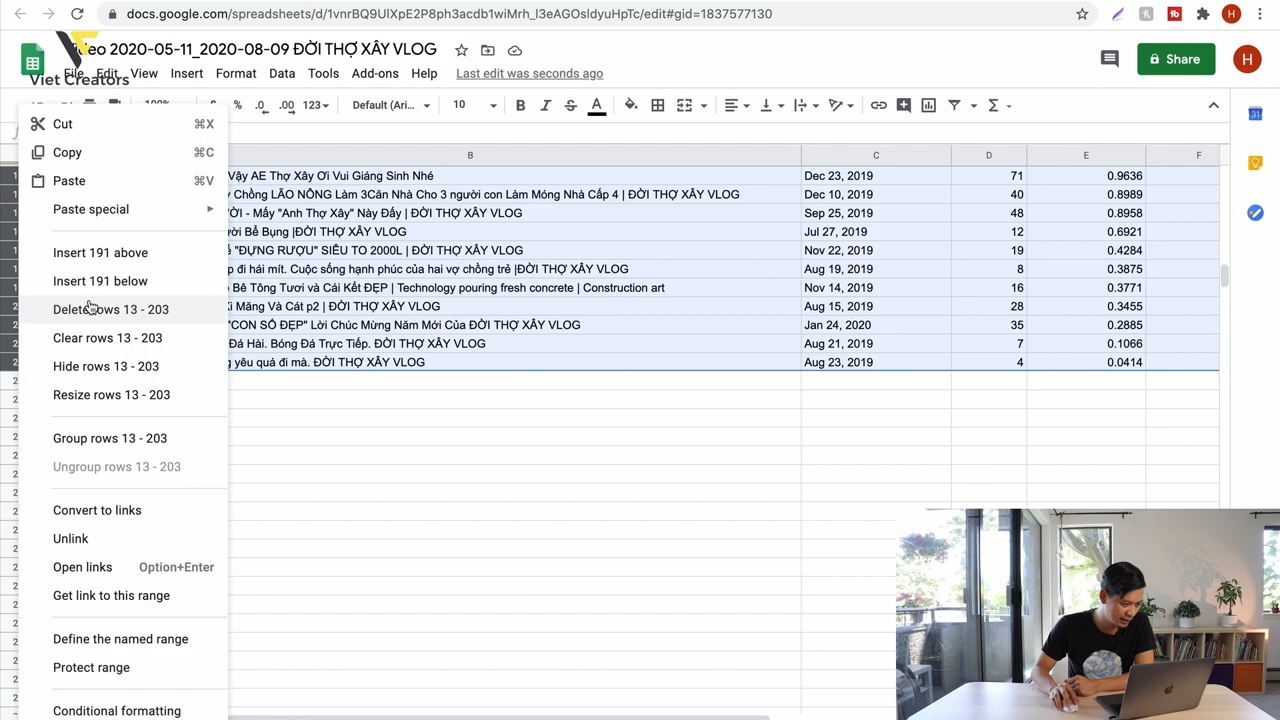 docs.google.com/spreadsheets/d/1vnrBQ9UlXpE2P8ph3acdb1wiMrh_l3eAGOsldyuHpTc/edit#gid=1837577130
H
2020-05-11_2020-08-09 ĐỜI THỢ XÂY VLOG
Viet Creators
File Edit View Insert Format Data Tools Add-ons Help Last edit was seconds ago
Share
H
% .0 .00 123 Default (Ari... 10 B I S A
31
B C D E F
Cut ⌘X
Copy ⌘C
Paste ⌘V
Paste special
Insert 191 above
Insert 191 below
Delete rows 13 - 203
Clear rows 13 - 203
Hide rows 13 - 203
Resize rows 13 - 203
Group rows 13 - 203
Ungroup rows 13 - 203
Convert to links
Unlink
Open links Option+Enter
Get link to this range
Define the named range
Protect range
Conditional formatting
Vậy AE Thợ Xây Ơi Vui Giáng Sinh Nhé Dec 23, 2019 71 0.9636
Chồng LÃO NÔNG Làm 3Căn Nhà Cho 3 người con Làm Móng Nhà Cấp 4 | ĐỜI THỢ XÂY VLOG Dec 10, 2019 40 0.8989
- Mấy "Anh Thợ Xây" Này Đấy | ĐỜI THỢ XÂY VLOG Sep 25, 2019 48 0.8958
Bể Bụng |ĐỜI THỢ XÂY VLOG Jul 27, 2019 12 0.6921
"ĐỰNG RƯỢU" SIÊU TO 2000L | ĐỜI THỢ XÂY VLOG Nov 22, 2019 19 0.4284
đi hái mít. Cuộc sống hạnh phúc của hai vợ chồng trẻ |ĐỜI THỢ XÂY VLOG Aug 19, 2019 8 0.3875
Bê Tông Tươi và Cái Kết ĐẸP | Technology pouring fresh concrete | Construction art Nov 14, 2019 16 0.3771
Măng Và Cát p2 | ĐỜI THỢ XÂY VLOG Aug 15, 2019 28 0.3455
"CON SỐ ĐẸP" Lời Chúc Mừng Năm Mới Của ĐỜI THỢ XÂY VLOG Jan 24, 2020 35 0.2885
Đá Hài. Bóng Đá Trực Tiếp. ĐỜI THỢ XÂY VLOG Aug 21, 2019 7 0.1066
yêu quá đi mà. ĐỜI THỢ XÂY VLOG Aug 23, 2019 4 0.0414